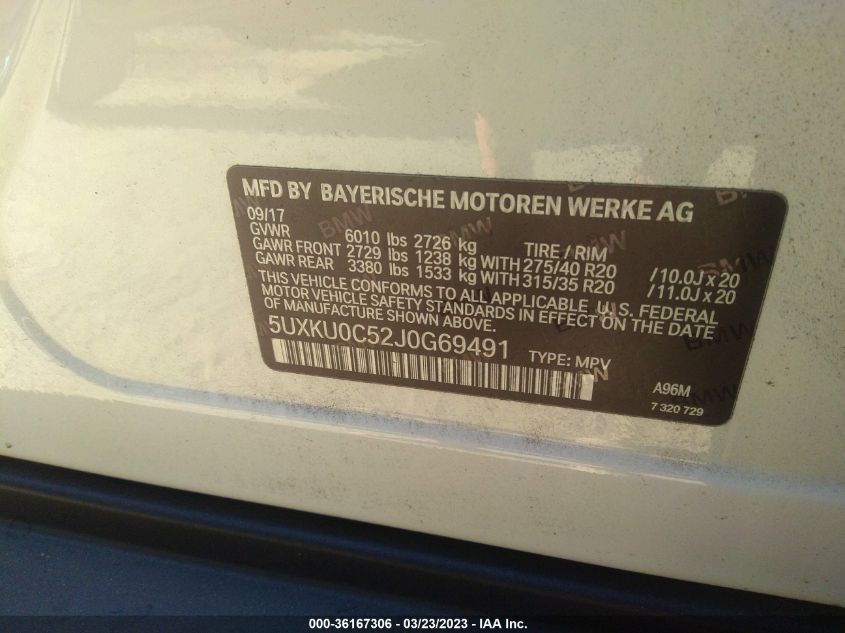 MFD BY BAYERISCHE MOTOREN WERKE AG
09/17
GVWR 6010 lbs 2726 kg TIRE / RIM
GAWR FRONT 2729 lbs 1238 kg WITH 275/40 R20 /10.0J x 20
GAWR REAR 3380 lbs 1533 kg WITH 315/35 R20 /11.0J x 20
THIS VEHICLE CONFORMS TO ALL APPLICABLE U.S. FEDERAL
MOTOR VEHICLE SAFETY STANDARDS IN EFFECT ON THE DATE
OF MANUFACTURE SHOWN ABOVE.
5UXKU0C52J0G69491 TYPE: MPV
A96M
7 320 729
000-36167306 / 03/23/2023 - IAA Inc.